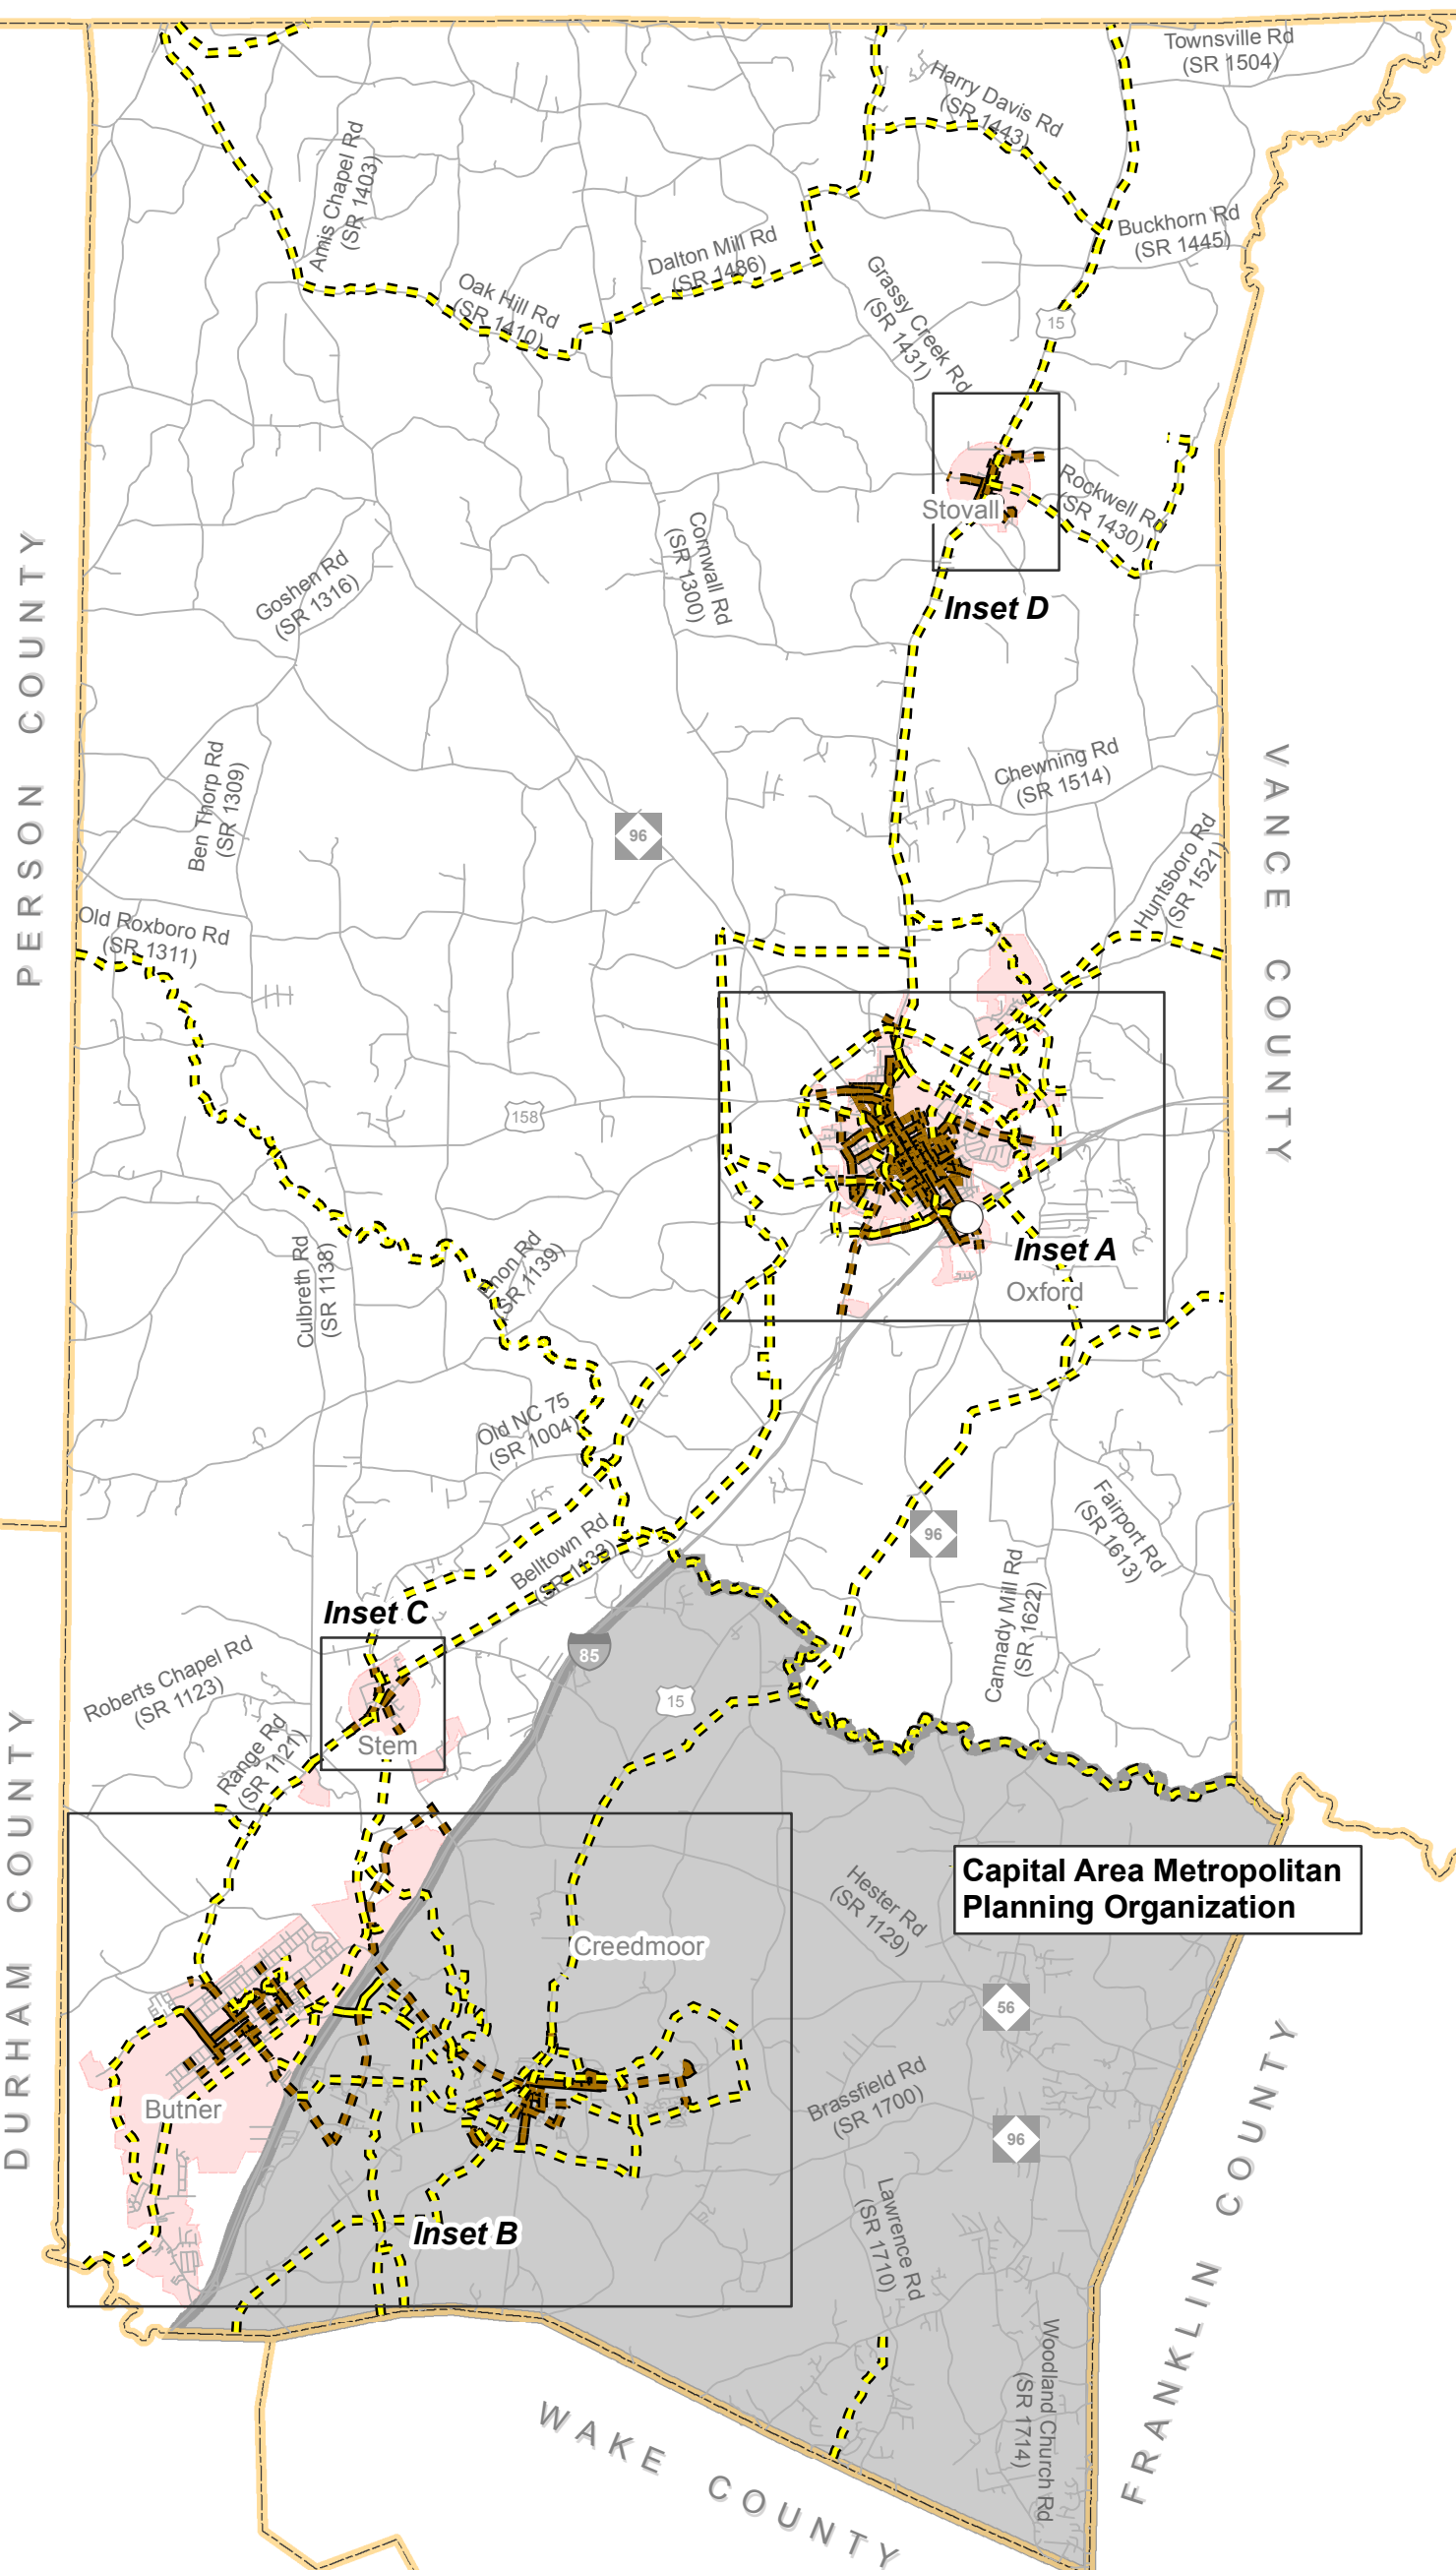 Townsville Rd
(SR 1504)
Harry Davis Rd
(SR 1443)
Amis Chapel Rd
(SR 1403)
Buckhorn Rd
(SR 1445)
Dalton Mill Rd
(SR 1486)
Oak Hill Rd
(SR 1410)
Grassy Creek Rd
(SR 1431)
15
Stovall
Rockwell Rd
(SR 1430)
Inset D
PERSON COUNTY
Goshen Rd
(SR 1316)
Cornwall Rd
(SR 1300)
Chewning Rd
(SR 1514)
VANCE COUNTY
Ben Thorp Rd
(SR 1309)
96
Huntsboro Rd
(SR 1521)
Old Roxboro Rd
(SR 1311)
158
Inset A
Oxford
Culbreth Rd
(SR 1138)
Enon Rd
(SR 1139)
Old NC 75
(SR 1004)
96
Fairport Rd
(SR 1613)
Belltown Rd
(SR 1133)
Cannady Mill Rd
(SR 1622)
Inset C
85
Roberts Chapel Rd
(SR 1123)
15
Stem
Range Rd
(SR 1121)
DURHAM COUNTY
Capital Area Metropolitan
Planning Organization
Hester Rd
(SR 1129)
Creedmoor
56
Brassfield Rd
(SR 1700)
96
Butner
Lawrence Rd
(SR 1710)
Inset B
FRANKLIN COUNTY
Woodland Church Rd
(SR 1714)
WAKE COUNTY